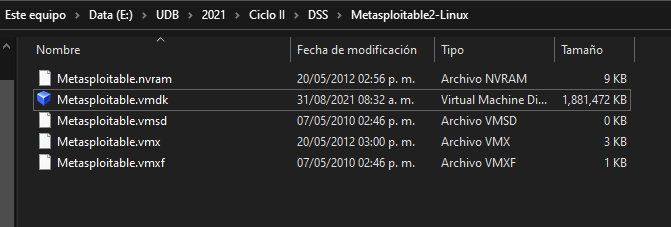 Este equipo > Data (E:) > UDB > 2021 > Ciclo II > DSS > Metasploitable2-Linux
Nombre Fecha de modificación Tipo Tamaño
Metasploitable.nvram 20/05/2012 02:56 p. m. Archivo NVRAM 9 KB
Metasploitable.vmdk 31/08/2021 08:32 a. m. Virtual Machine Di... 1,881,472 KB
Metasploitable.vmsd 07/05/2010 02:46 p. m. Archivo VMSD 0 KB
Metasploitable.vmx 20/05/2012 03:00 p. m. Archivo VMX 3 KB
Metasploitable.vmxf 07/05/2010 02:46 p. m. Archivo VMXF 1 KB